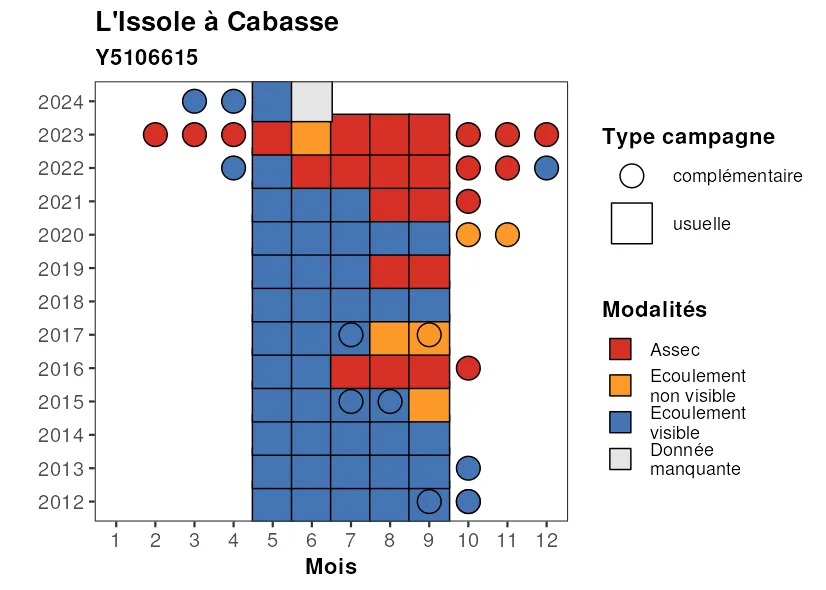 L'Issole à Cabasse
Y5106615
2024
2023
2022
2021
2020
2019
2018
2017
2016
2015
2014
2013
2012
1 2 3 4 5 6 7 8 9 10 11 12
Mois
Type campagne
complémentaire
usuelle
Modalités
Assec
Ecoulement
non visible
Ecoulement
visible
Donnée
manquante